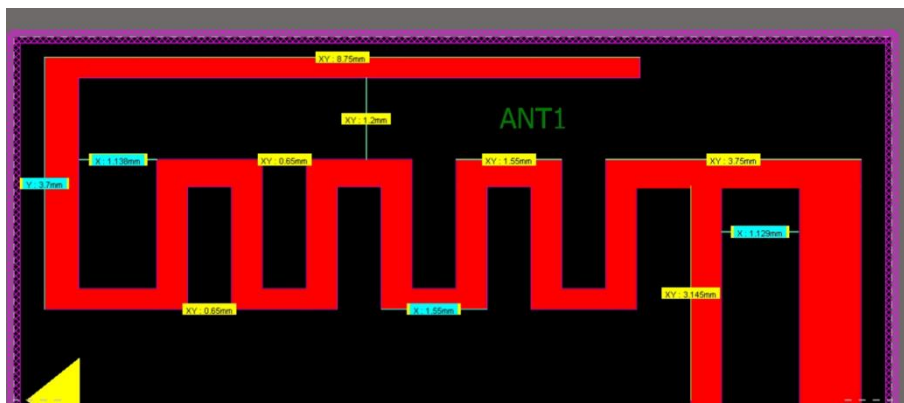 XY : 8.75mm
XY : 1.2mm
ANT1
X : 1.138mm
XY : 0.65mm
XY : 1.55mm
XY : 3.75mm
Y : 3.7mm
X : 1.129mm
XY : 3.145mm
XY : 0.65mm
X : 1.55mm